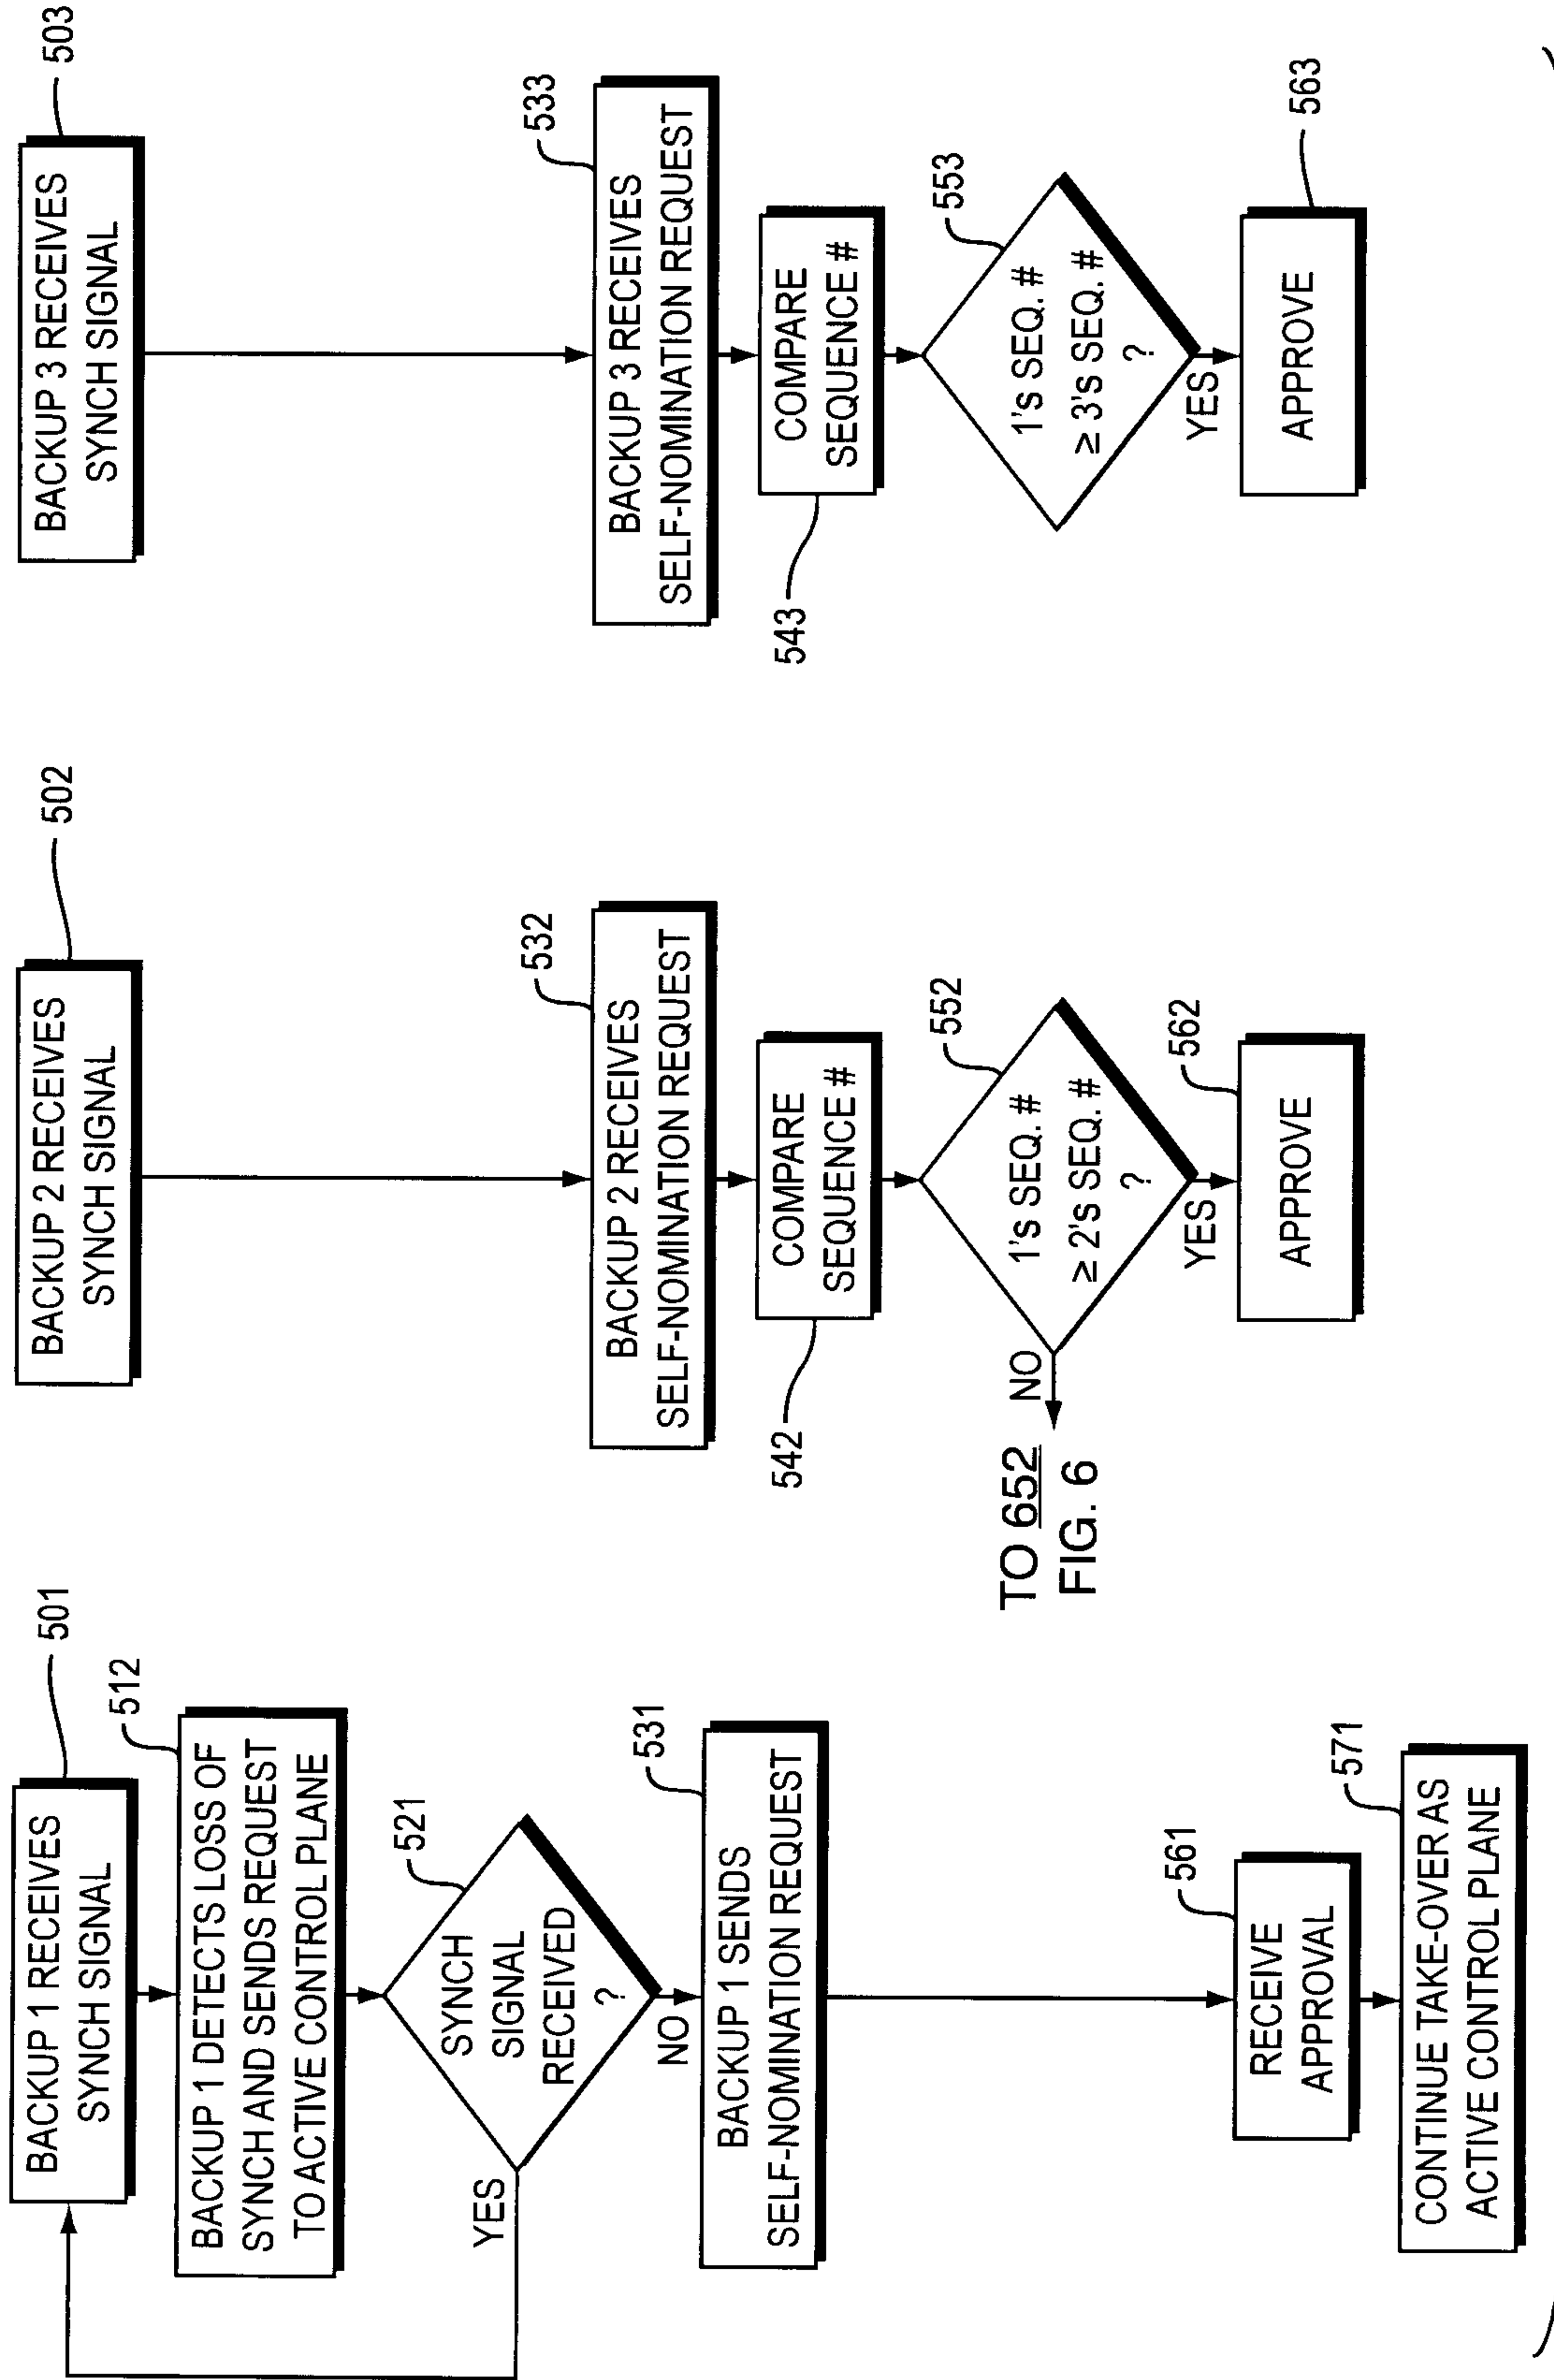 BACKUP 1 RECEIVES
SYNCH SIGNAL
501
BACKUP 1 DETECTS LOSS OF
SYNCH AND SENDS REQUEST
TO ACTIVE CONTROL PLANE
512
SYNCH
SIGNAL
RECEIVED
?
521
YES
NO
BACKUP 1 SENDS
SELF-NOMINATION REQUEST
531
RECEIVE
APPROVAL
561
CONTINUE TAKE-OVER AS
ACTIVE CONTROL PLANE
571
BACKUP 2 RECEIVES
SYNCH SIGNAL
502
BACKUP 2 RECEIVES
SELF-NOMINATION REQUEST
532
COMPARE
SEQUENCE #
542
1's SEQ. #
≥ 2's SEQ. #
?
552
NO
TO 652
FIG. 6
YES
APPROVE
562
BACKUP 3 RECEIVES
SYNCH SIGNAL
503
BACKUP 3 RECEIVES
SELF-NOMINATION REQUEST
533
COMPARE
SEQUENCE #
543
1's SEQ. #
≥ 3's SEQ. #
?
553
YES
APPROVE
563